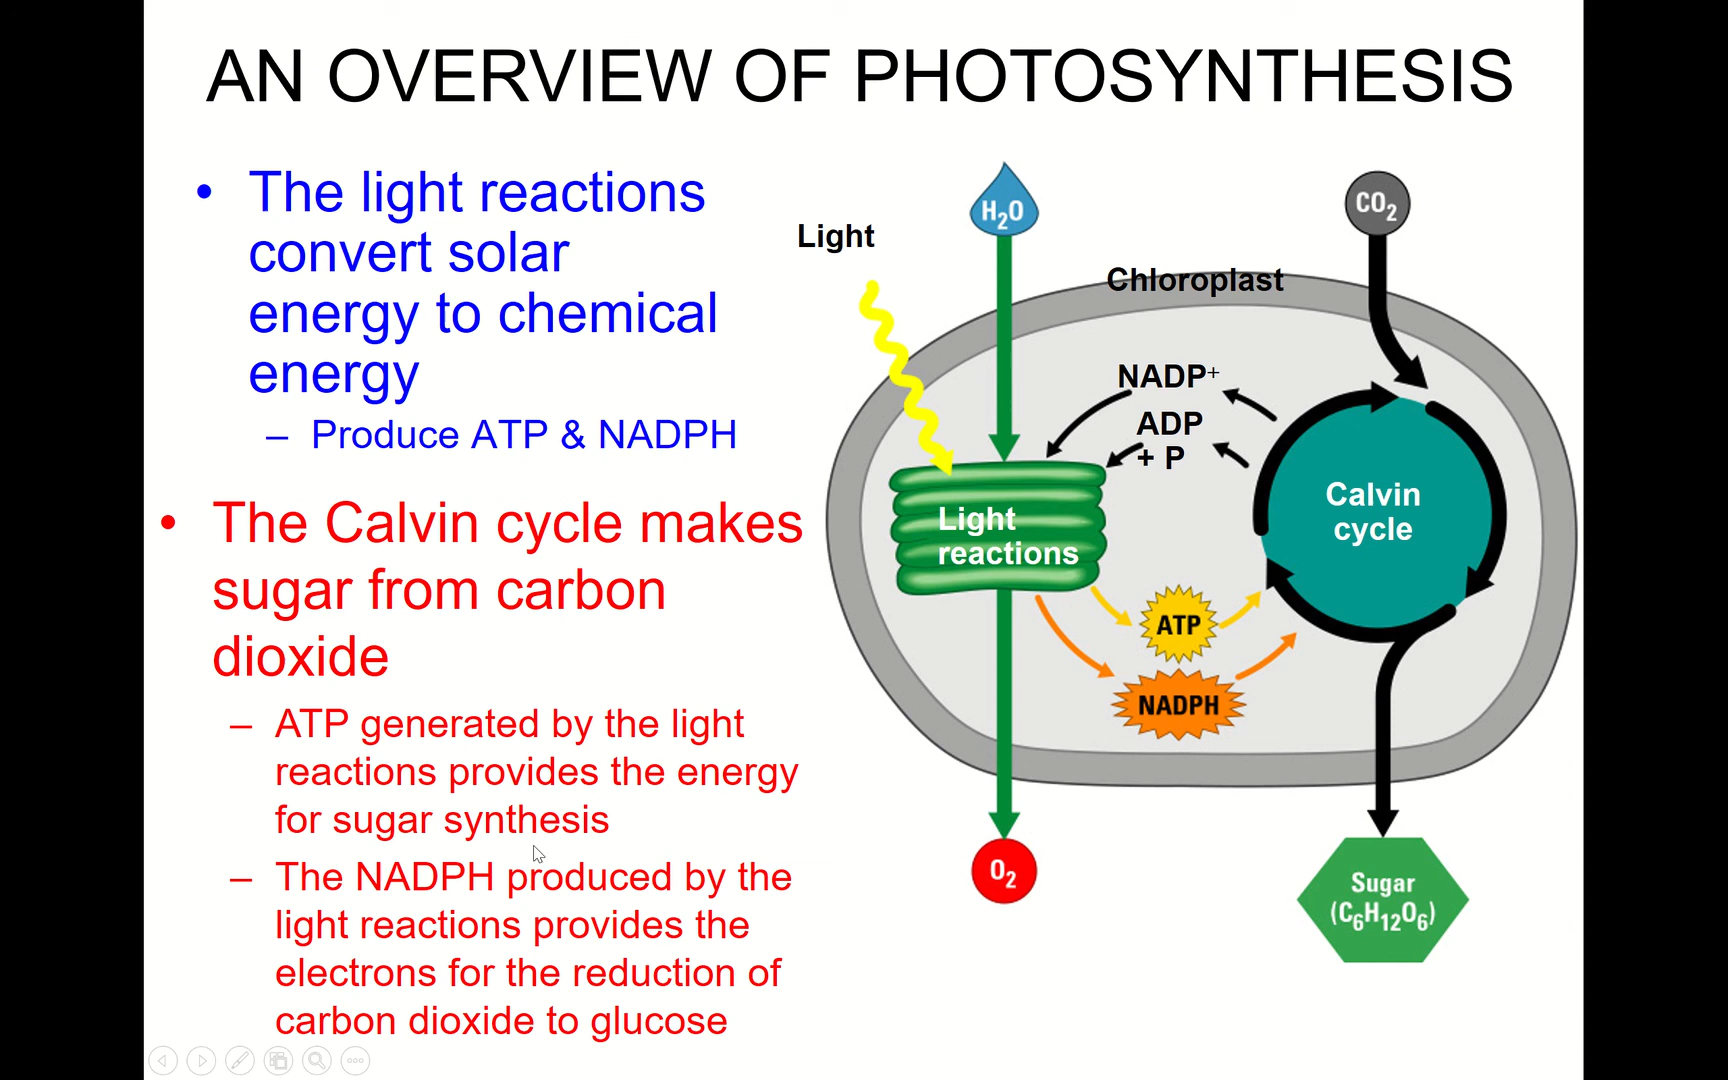 AN OVERVIEW OF PHOTOSYNTHESIS
• The light reactions
convert solar
energy to chemical
energy
– Produce ATP & NADPH
• The Calvin cycle makes
sugar from carbon
dioxide
– ATP generated by the light
reactions provides the energy
for sugar synthesis
– The NADPH produced by the
light reactions provides the
electrons for the reduction of
carbon dioxide to glucose
H₂O
CO₂
Light
Chloroplast
NADP⁺
ADP
+ P
Light
reactions
Calvin
cycle
ATP
NADPH
O₂
Sugar
(C₆H₁₂O₆)